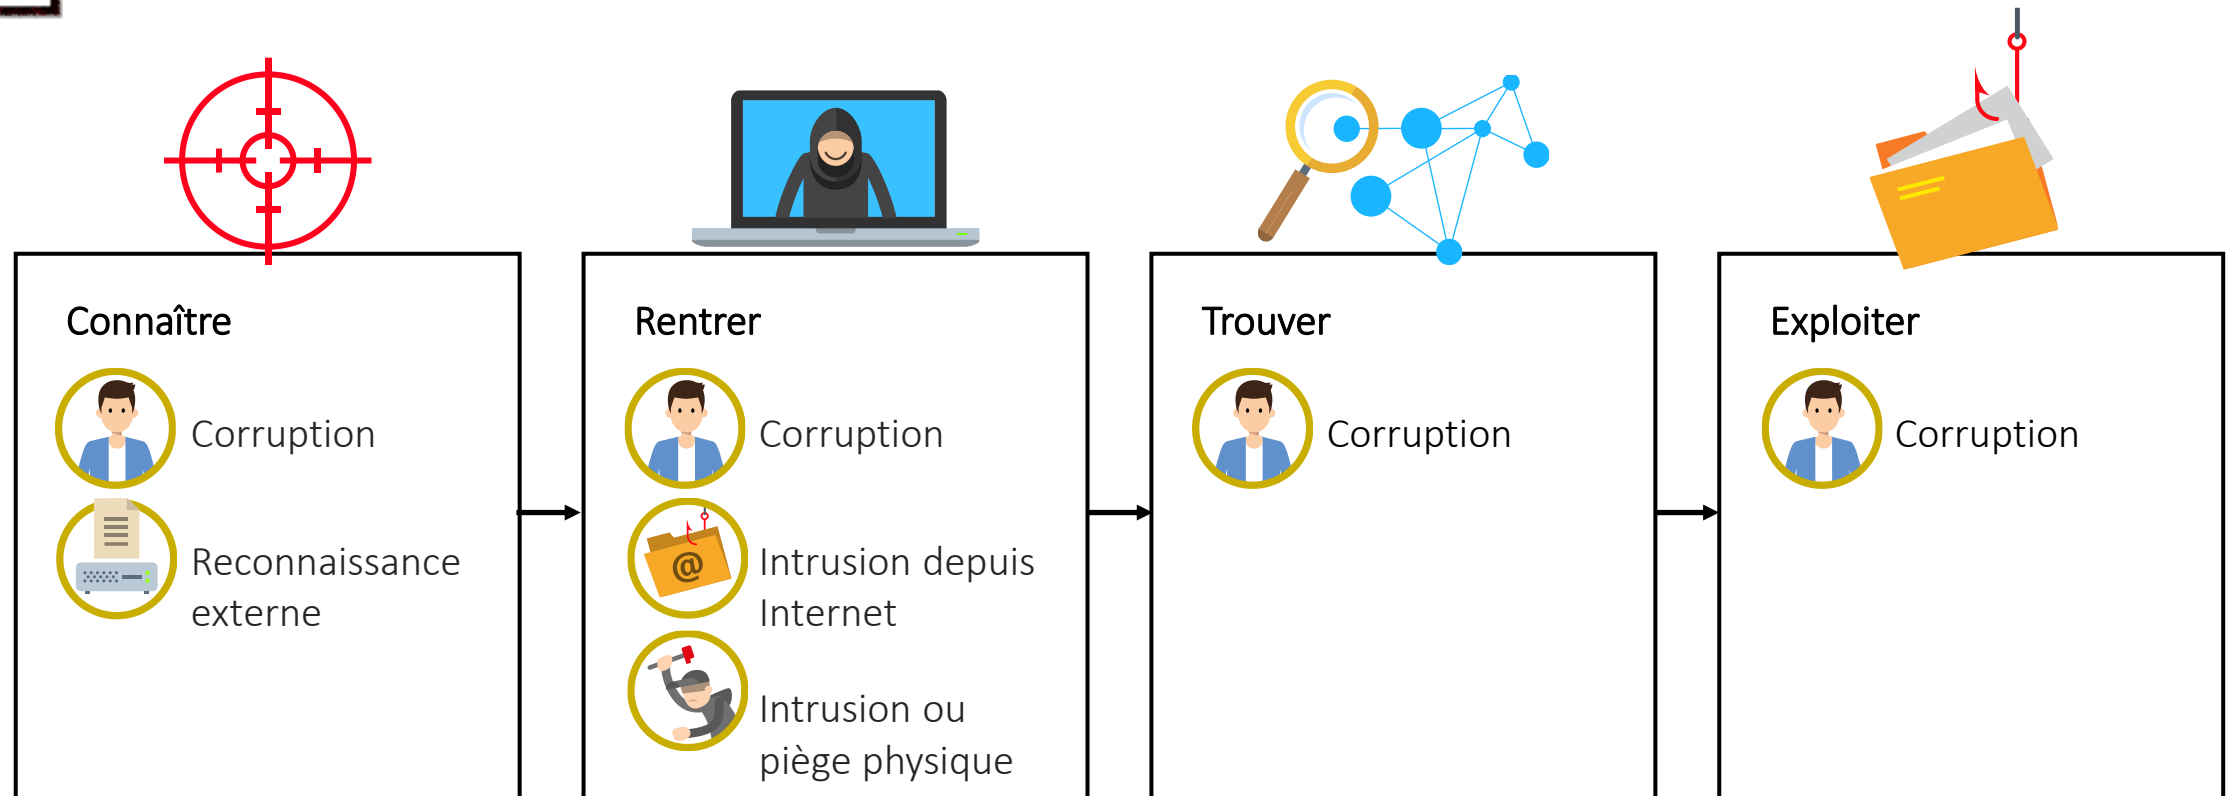 Connaître
Corruption
Reconnaissance
externe
Rentrer
Corruption
@
Intrusion depuis
Internet
Intrusion ou
piège physique
Trouver
Corruption
Exploiter
Corruption